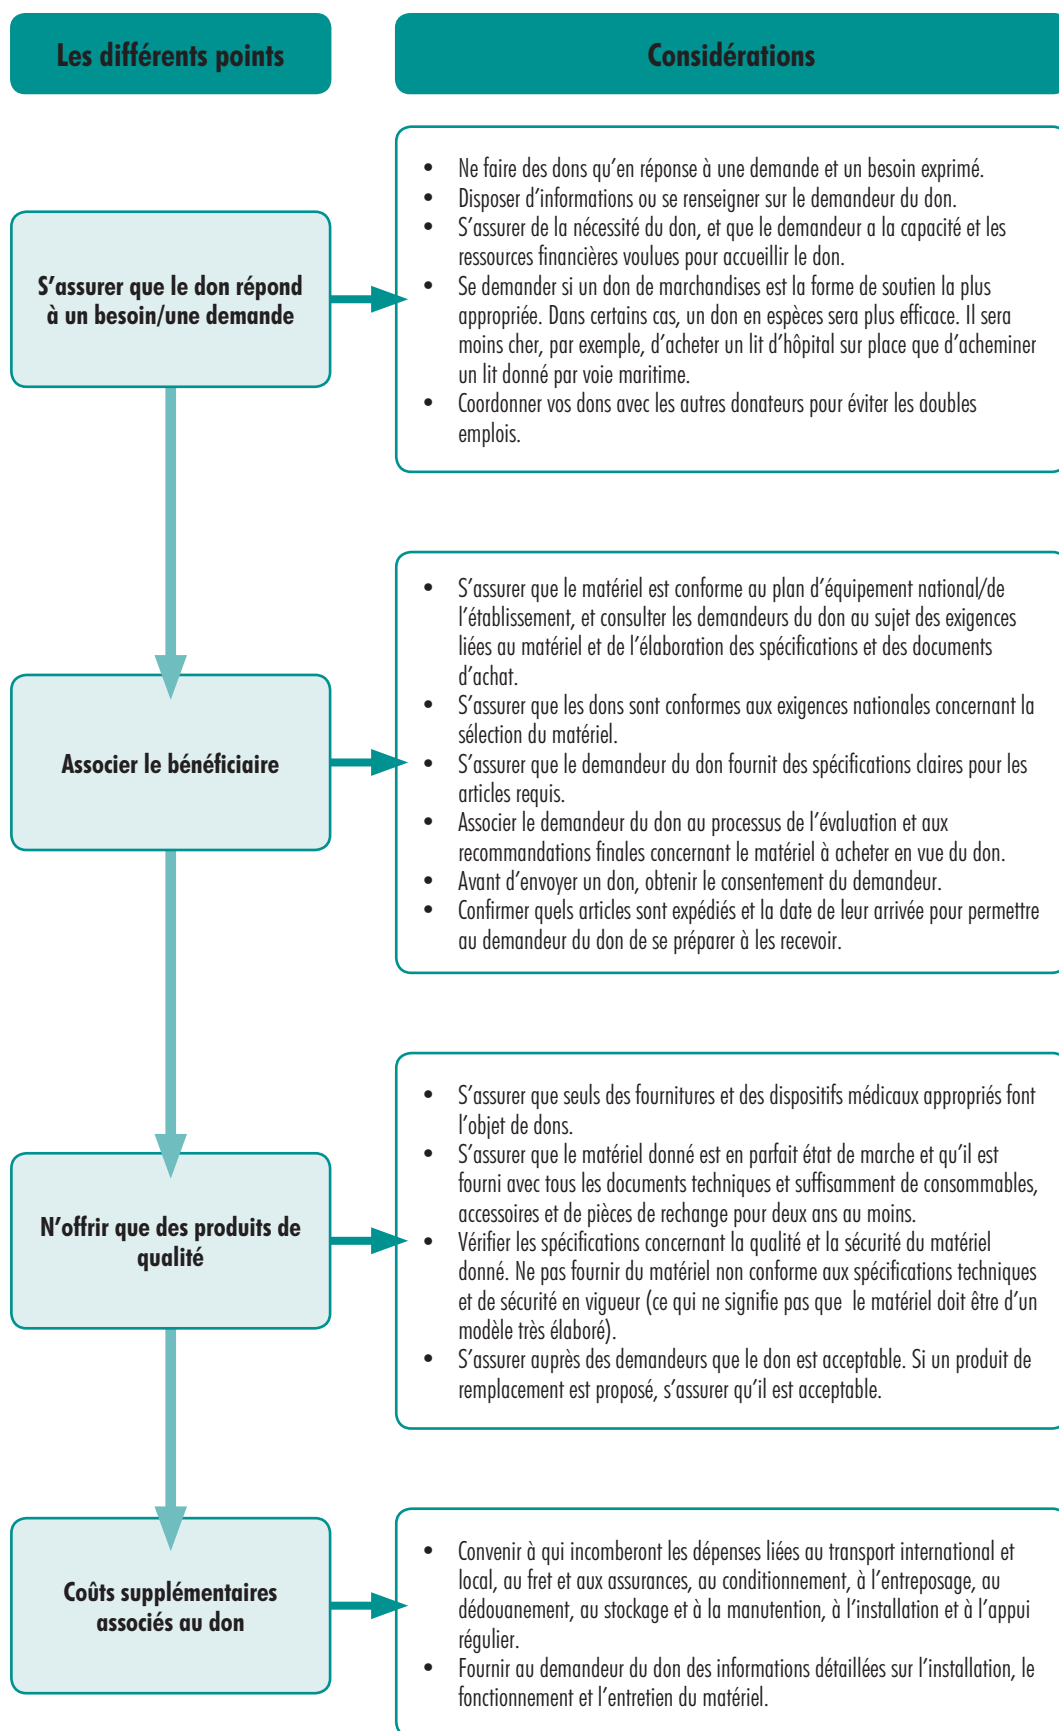 Les différents points
Considérations
S’assurer que le don répond
à un besoin/une demande
• Ne faire des dons qu’en réponse à une demande et un besoin exprimé.
• Disposer d’informations ou se renseigner sur le demandeur du don.
• S’assurer de la nécessité du don, et que le demandeur a la capacité et les
ressources financières voulues pour accueillir le don.
• Se demander si un don de marchandises est la forme de soutien la plus
appropriée. Dans certains cas, un don en espèces sera plus efficace. Il sera
moins cher, par exemple, d’acheter un lit d’hôpital sur place que d’acheminer
un lit donné par voie maritime.
• Coordonner vos dons avec les autres donateurs pour éviter les doubles
emplois.
Associer le bénéficiaire
• S’assurer que le matériel est conforme au plan d’équipement national/de
l’établissement, et consulter les demandeurs du don au sujet des exigences
liées au matériel et de l’élaboration des spécifications et des documents
d’achat.
• S’assurer que les dons sont conformes aux exigences nationales concernant la
sélection du matériel.
• S’assurer que le demandeur du don fournit des spécifications claires pour les
articles requis.
• Associer le demandeur du don au processus de l’évaluation et aux
recommandations finales concernant le matériel à acheter en vue du don.
• Avant d’envoyer un don, obtenir le consentement du demandeur.
• Confirmer quels articles sont expédiés et la date de leur arrivée pour permettre
au demandeur du don de se préparer à les recevoir.
N’offrir que des produits de
qualité
• S’assurer que seuls des fournitures et des dispositifs médicaux appropriés font
l’objet de dons.
• S’assurer que le matériel donné est en parfait état de marche et qu’il est
fourni avec tous les documents techniques et suffisamment de consommables,
accessoires et de pièces de rechange pour deux ans au moins.
• Vérifier les spécifications concernant la qualité et la sécurité du matériel
donné. Ne pas fournir du matériel non conforme aux spécifications techniques
et de sécurité en vigueur (ce qui ne signifie pas que le matériel doit être d’un
modèle très élaboré).
• S’assurer auprès des demandeurs que le don est acceptable. Si un produit de
remplacement est proposé, s’assurer qu’il est acceptable.
Coûts supplémentaires
associés au don
• Convenir à qui incomberont les dépenses liées au transport international et
local, au fret et aux assurances, au conditionnement, à l’entreposage, au
dédouanement, au stockage et à la manutention, à l’installation et à l’appui
régulier.
• Fournir au demandeur du don des informations détaillées sur l’installation, le
fonctionnement et l’entretien du matériel.